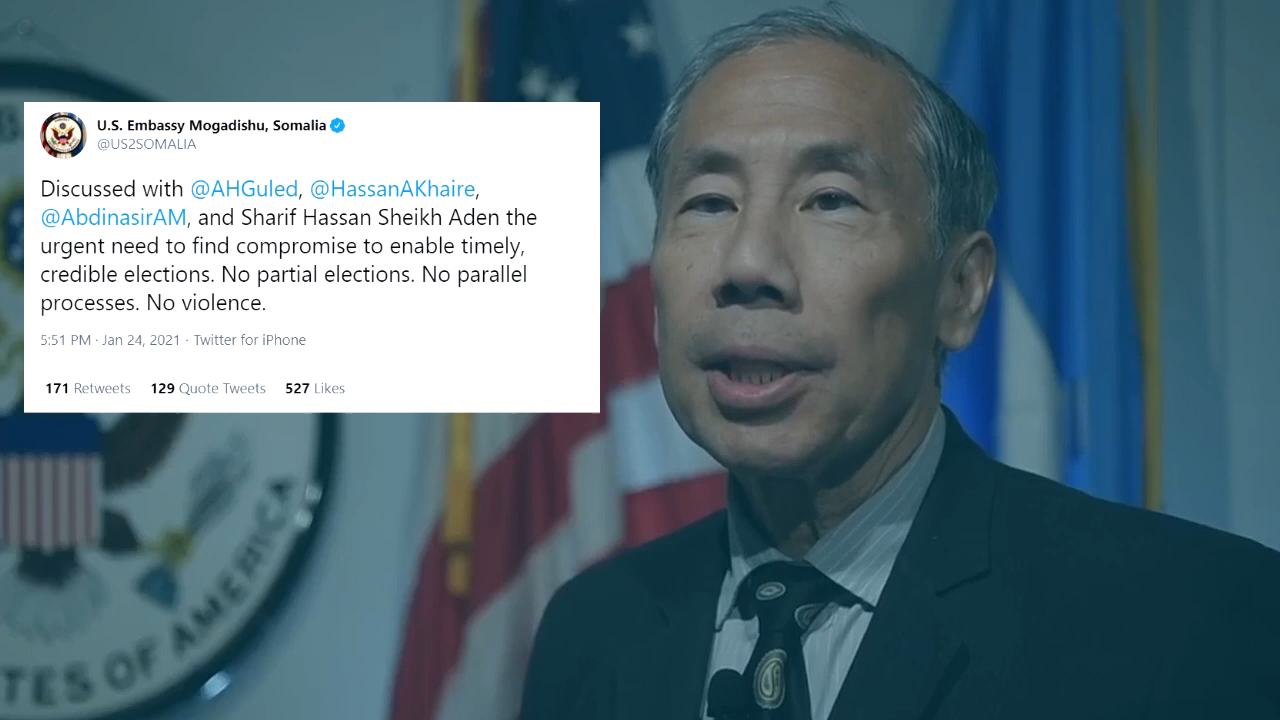 U.S. Embassy Mogadishu, Somalia
@US2SOMALIA
Discussed with @AHGuled, @HassanAKhaire,
@AbdinasirAM, and Sharif Hassan Sheikh Aden the
urgent need to find compromise to enable timely,
credible elections. No partial elections. No parallel
processes. No violence.
5:51 PM · Jan 24, 2021 · Twitter for iPhone
171 Retweets 129 Quote Tweets 527 Likes
TES OF AMERICA